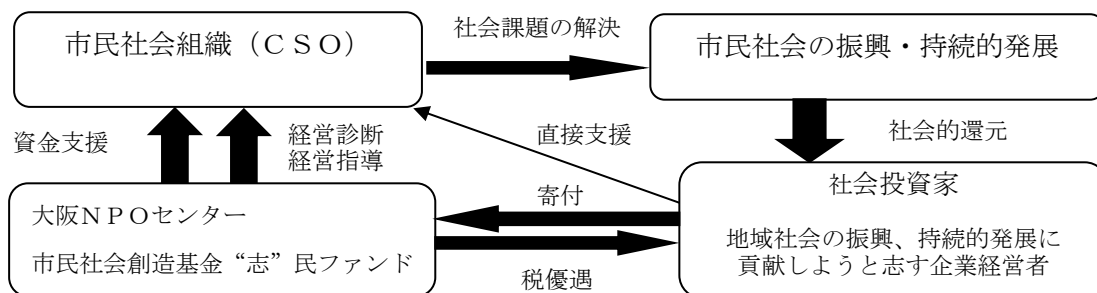 市民社会組織(CSO)
社会課題の解決
市民社会の振興・持続的発展
資金支援
経営診断
経営指導
直接支援
社会的還元
大阪NPOセンター
市民社会創造基金“志”民ファンド
寄付
税優遇
社会投資家
地域社会の振興、持続的発展に
貢献しようと志す企業経営者